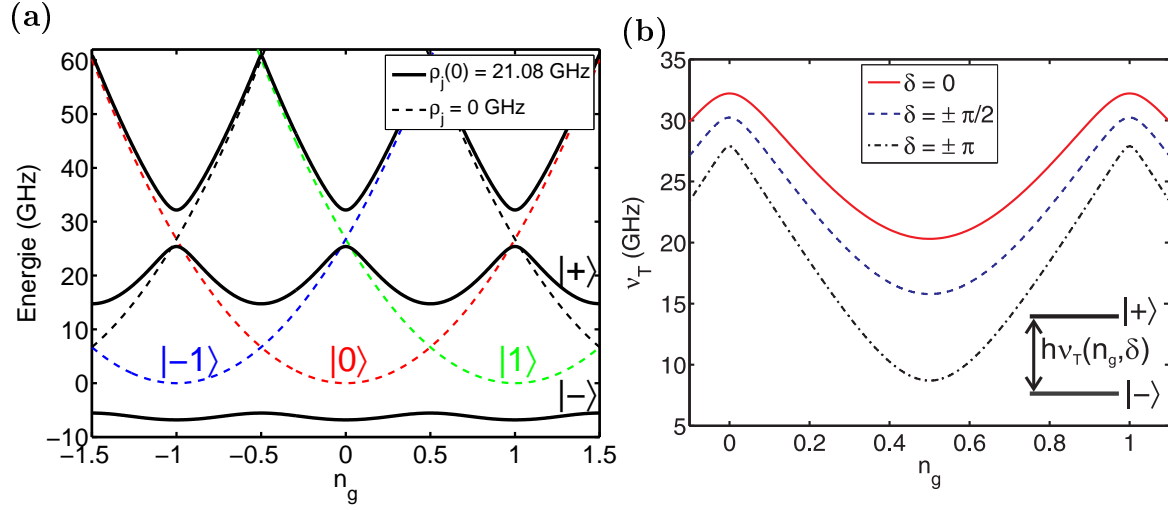 (a)
60
50
40
30
20
10
0
−10
Energie (GHz)
ρj(0) = 21.08 GHz
ρj = 0 GHz
|+⟩
|−1⟩
|0⟩
|1⟩
|−⟩
−1.5
−1
−0.5
0
0.5
1
1.5
ng
(b)
35
30
25
20
15
10
5
νT (GHz)
δ = 0
δ = ± π/2
δ = ± π
|+⟩
hνT(ng,δ)
|−⟩
0
0.2
0.4
0.6
0.8
1
ng